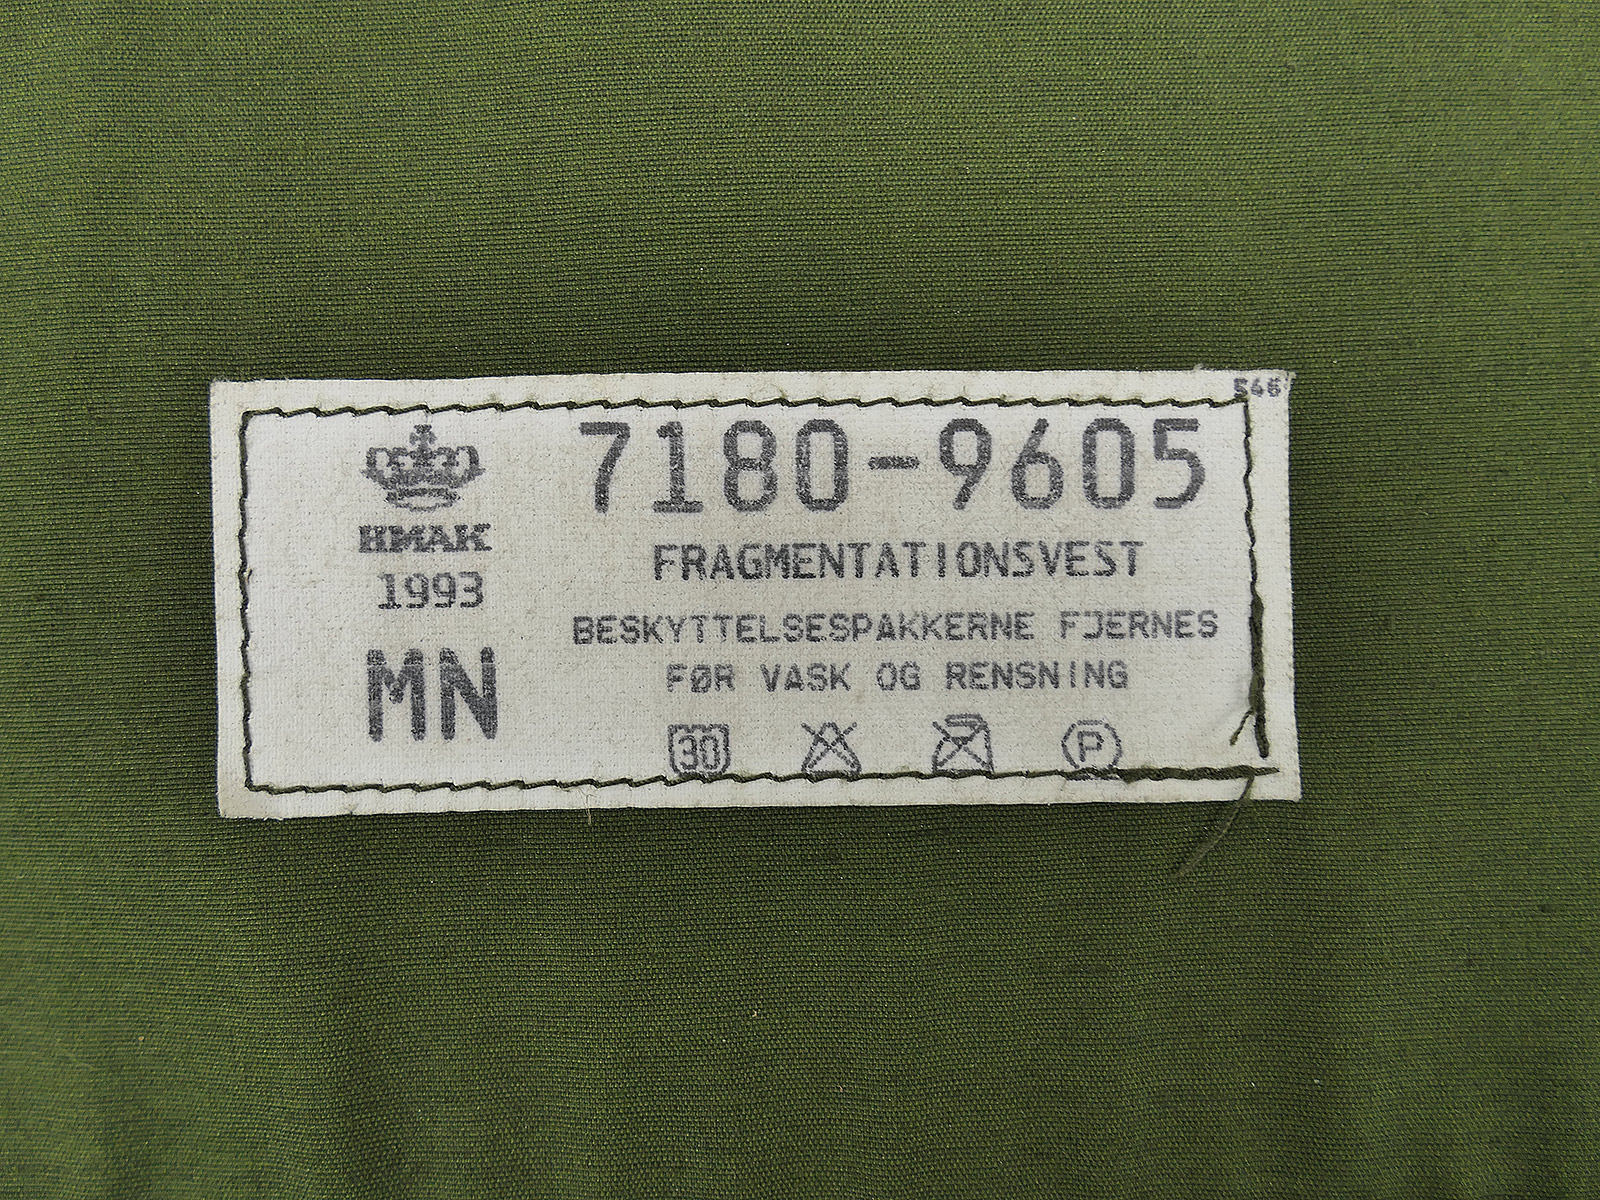 546
7180-9605
HMAK
1993
MN
FRAGMENTATIONSVEST
BESKYTTELSESPAKKERNE FJERNES
FØR VASK OG RENSNING
30
P